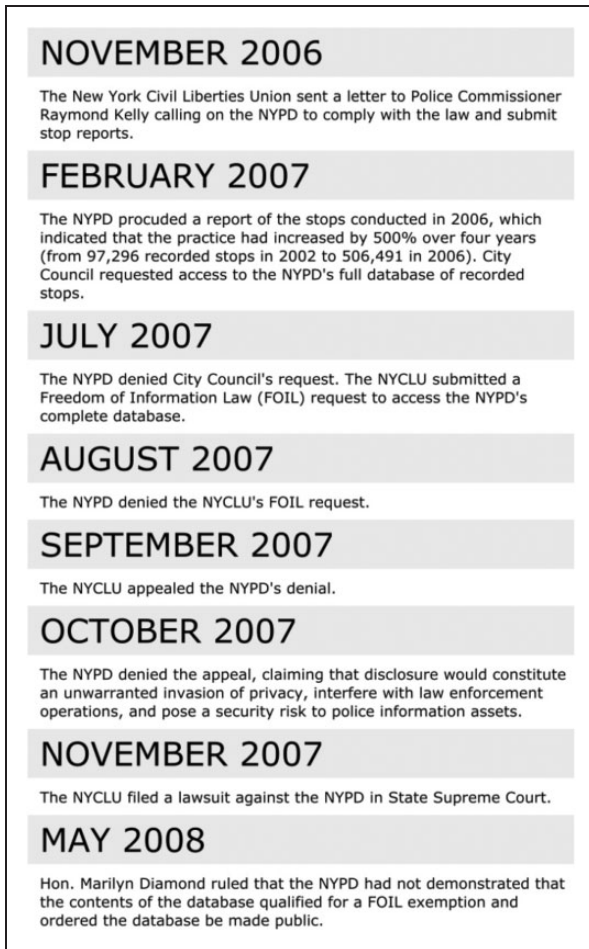 NOVEMBER 2006
The New York Civil Liberties Union sent a letter to Police Commissioner
Raymond Kelly calling on the NYPD to comply with the law and submit
stop reports.
FEBRUARY 2007
The NYPD procuded a report of the stops conducted in 2006, which
indicated that the practice had increased by 500% over four years
(from 97,296 recorded stops in 2002 to 506,491 in 2006). City
Council requested access to the NYPD's full database of recorded
stops.
JULY 2007
The NYPD denied City Council's request. The NYCLU submitted a
Freedom of Information Law (FOIL) request to access the NYPD's
complete database.
AUGUST 2007
The NYPD denied the NYCLU's FOIL request.
SEPTEMBER 2007
The NYCLU appealed the NYPD's denial.
OCTOBER 2007
The NYPD denied the appeal, claiming that disclosure would constitute
an unwarranted invasion of privacy, interfere with law enforcement
operations, and pose a security risk to police information assets.
NOVEMBER 2007
The NYCLU filed a lawsuit against the NYPD in State Supreme Court.
MAY 2008
Hon. Marilyn Diamond ruled that the NYPD had not demonstrated that
the contents of the database qualified for a FOIL exemption and
ordered the database be made public.